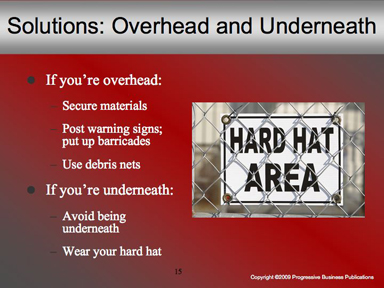 Solutions: Overhead and Underneath
If you're overhead:
– Secure materials
– Post warning signs;
put up barricades
– Use debris nets
If you're underneath:
– Avoid being
underneath
– Wear your hard hat
HARD HAT
AREA
15
Copyright ©2009 Progressive Business Publications